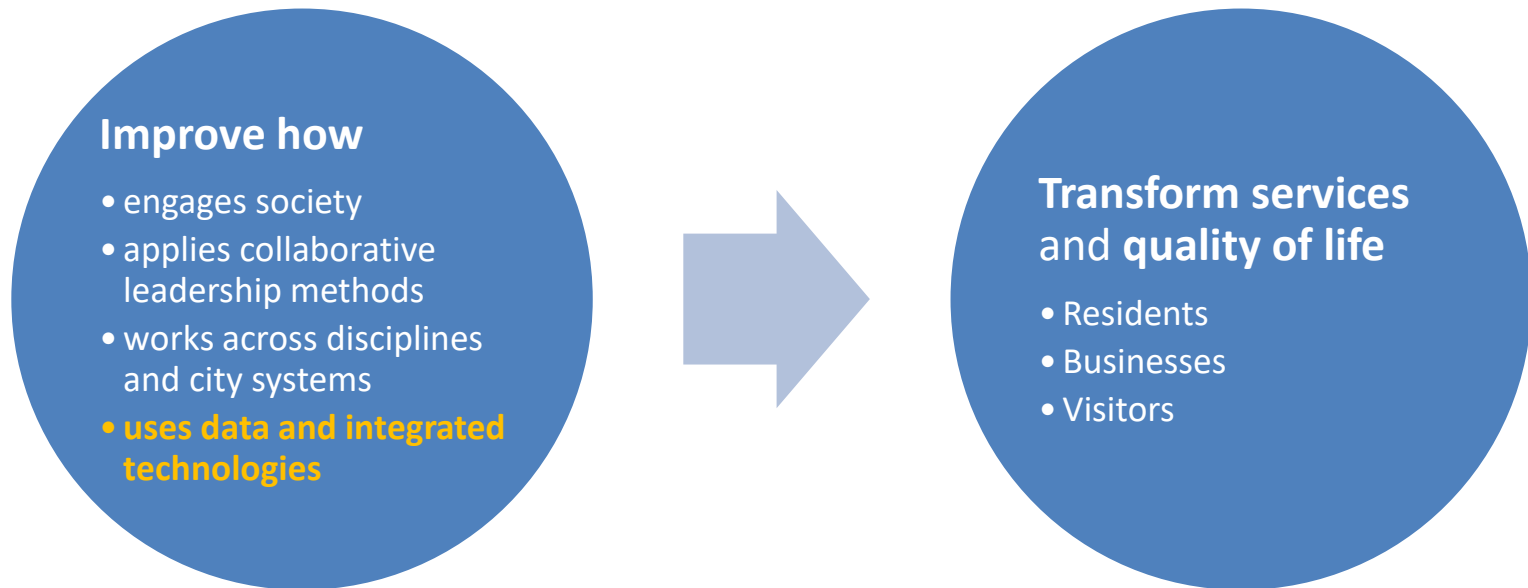 Improve how
• engages society
• applies collaborative
leadership methods
• works across disciplines
and city systems
• uses data and integrated
technologies
Transform services
and quality of life
• Residents
• Businesses
• Visitors